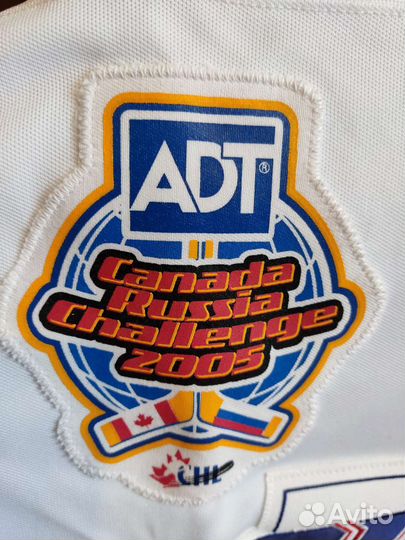 ADT®
Canada
Russia
Challenge
2005
CHL
Avito